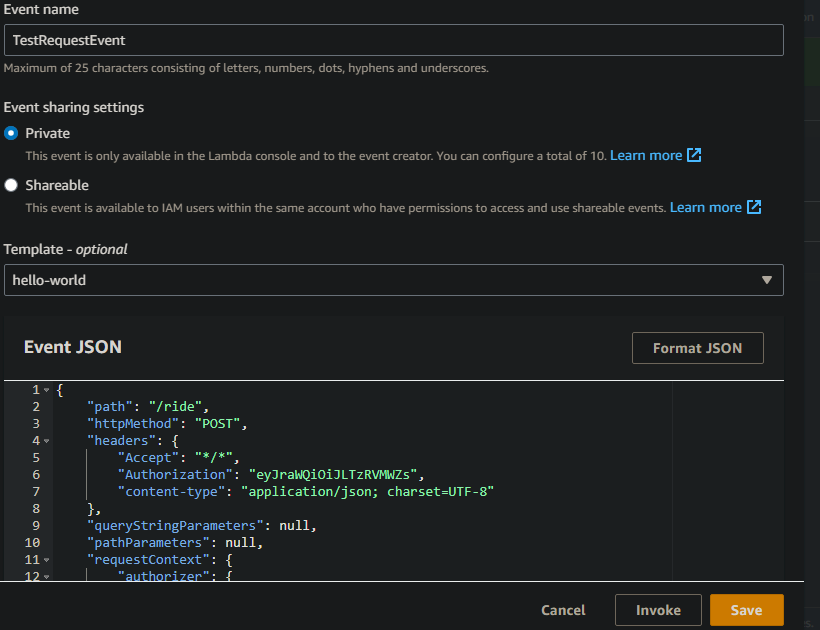 Event name
TestRequestEvent
Maximum of 25 characters consisting of letters, numbers, dots, hyphens and underscores.
Event sharing settings
Private
This event is only available in the Lambda console and to the event creator. You can configure a total of 10. Learn more
Shareable
This event is available to IAM users within the same account who have permissions to access and use shareable events. Learn more
Template - optional
hello-world
Event JSON
Format JSON
1 {
2 "path": "/ride",
3 "httpMethod": "POST",
4 "headers": {
5 "Accept": "*/*",
6 "Authorization": "eyJraWQiOiJLTzRVMWZs",
7 "content-type": "application/json; charset=UTF-8"
8 },
9 "queryStringParameters": null,
10 "pathParameters": null,
11 "requestContext": {
12 "authorizer": {
Cancel
Invoke
Save